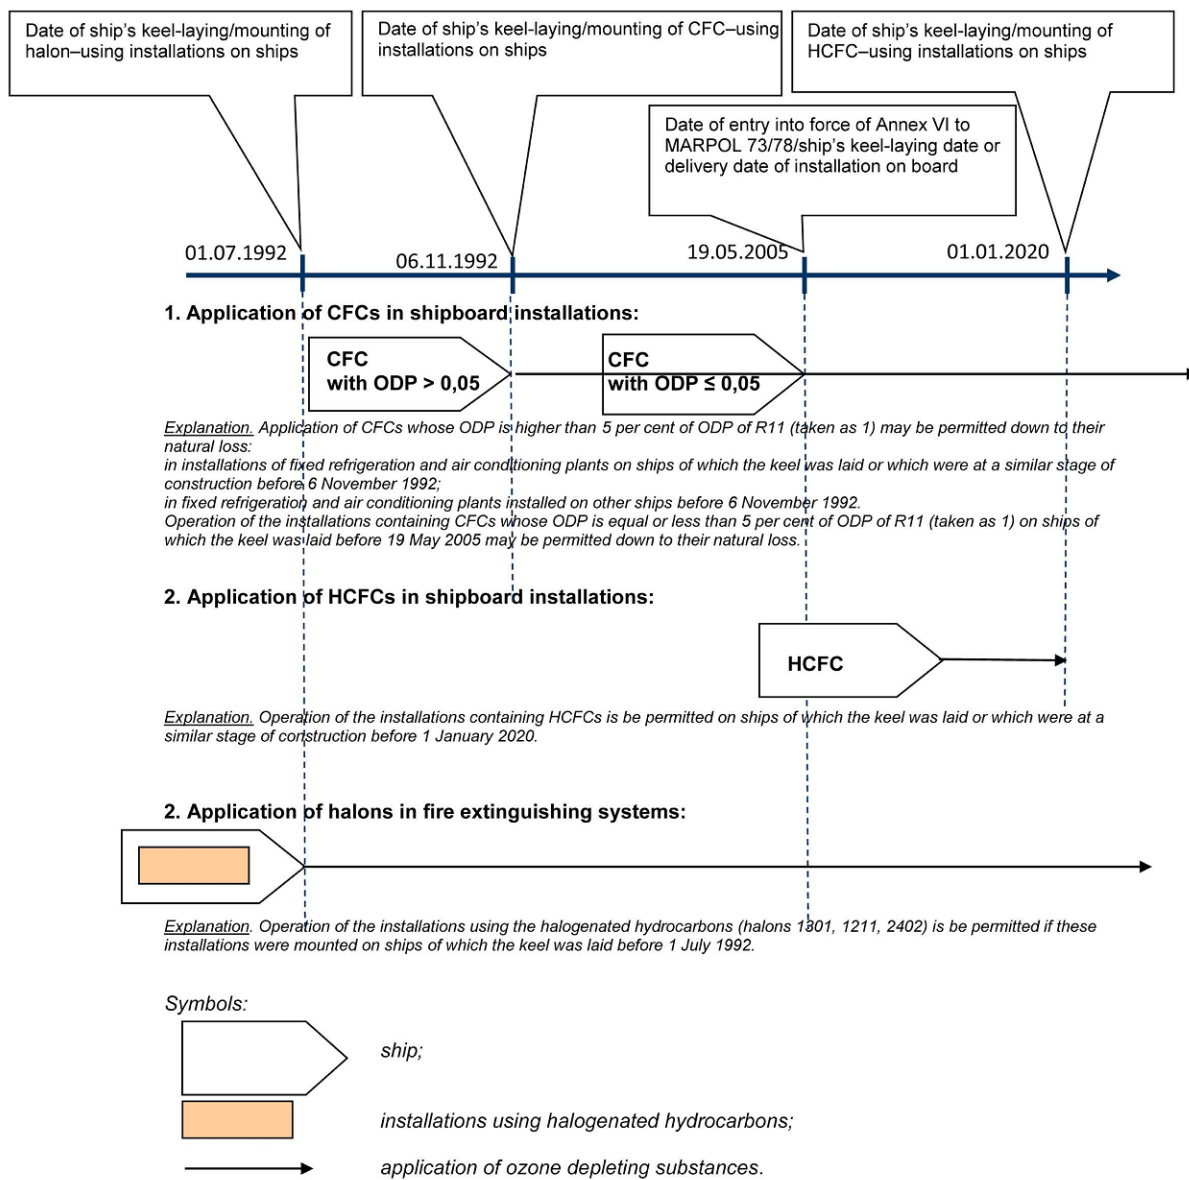 Date of ship's keel-laying/mounting of
halon–using installations on ships
Date of ship's keel-laying/mounting of CFC–using
installations on ships
Date of ship's keel-laying/mounting of
HCFC–using installations on ships
Date of entry into force of Annex VI to
MARPOL 73/78/ship's keel-laying date or
delivery date of installation on board
01.07.1992
06.11.1992
19.05.2005
01.01.2020
1. Application of CFCs in shipboard installations:
CFC
with ODP > 0,05
CFC
with ODP ≤ 0,05
Explanation. Application of CFCs whose ODP is higher than 5 per cent of ODP of R11 (taken as 1) may be permitted down to their
natural loss:
in installations of fixed refrigeration and air conditioning plants on ships of which the keel was laid or which were at a similar stage of
construction before 6 November 1992;
in fixed refrigeration and air conditioning plants installed on other ships before 6 November 1992.
Operation of the installations containing CFCs whose ODP is equal or less than 5 per cent of ODP of R11 (taken as 1) on ships of
which the keel was laid before 19 May 2005 may be permitted down to their natural loss.
2. Application of HCFCs in shipboard installations:
HCFC
Explanation. Operation of the installations containing HCFCs is be permitted on ships of which the keel was laid or which were at a
similar stage of construction before 1 January 2020.
2. Application of halons in fire extinguishing systems:
Explanation. Operation of the installations using the halogenated hydrocarbons (halons 1301, 1211, 2402) is be permitted if these
installations were mounted on ships of which the keel was laid before 1 July 1992.
Symbols:
ship;
installations using halogenated hydrocarbons;
application of ozone depleting substances.